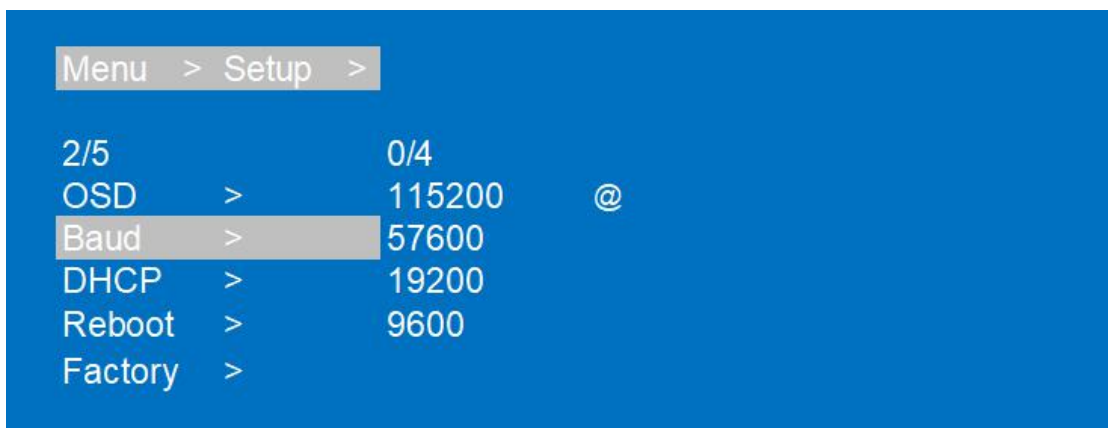 Menu > Setup >
2/5 0/4
OSD > 115200 @
Baud > 57600
DHCP > 19200
Reboot > 9600
Factory >